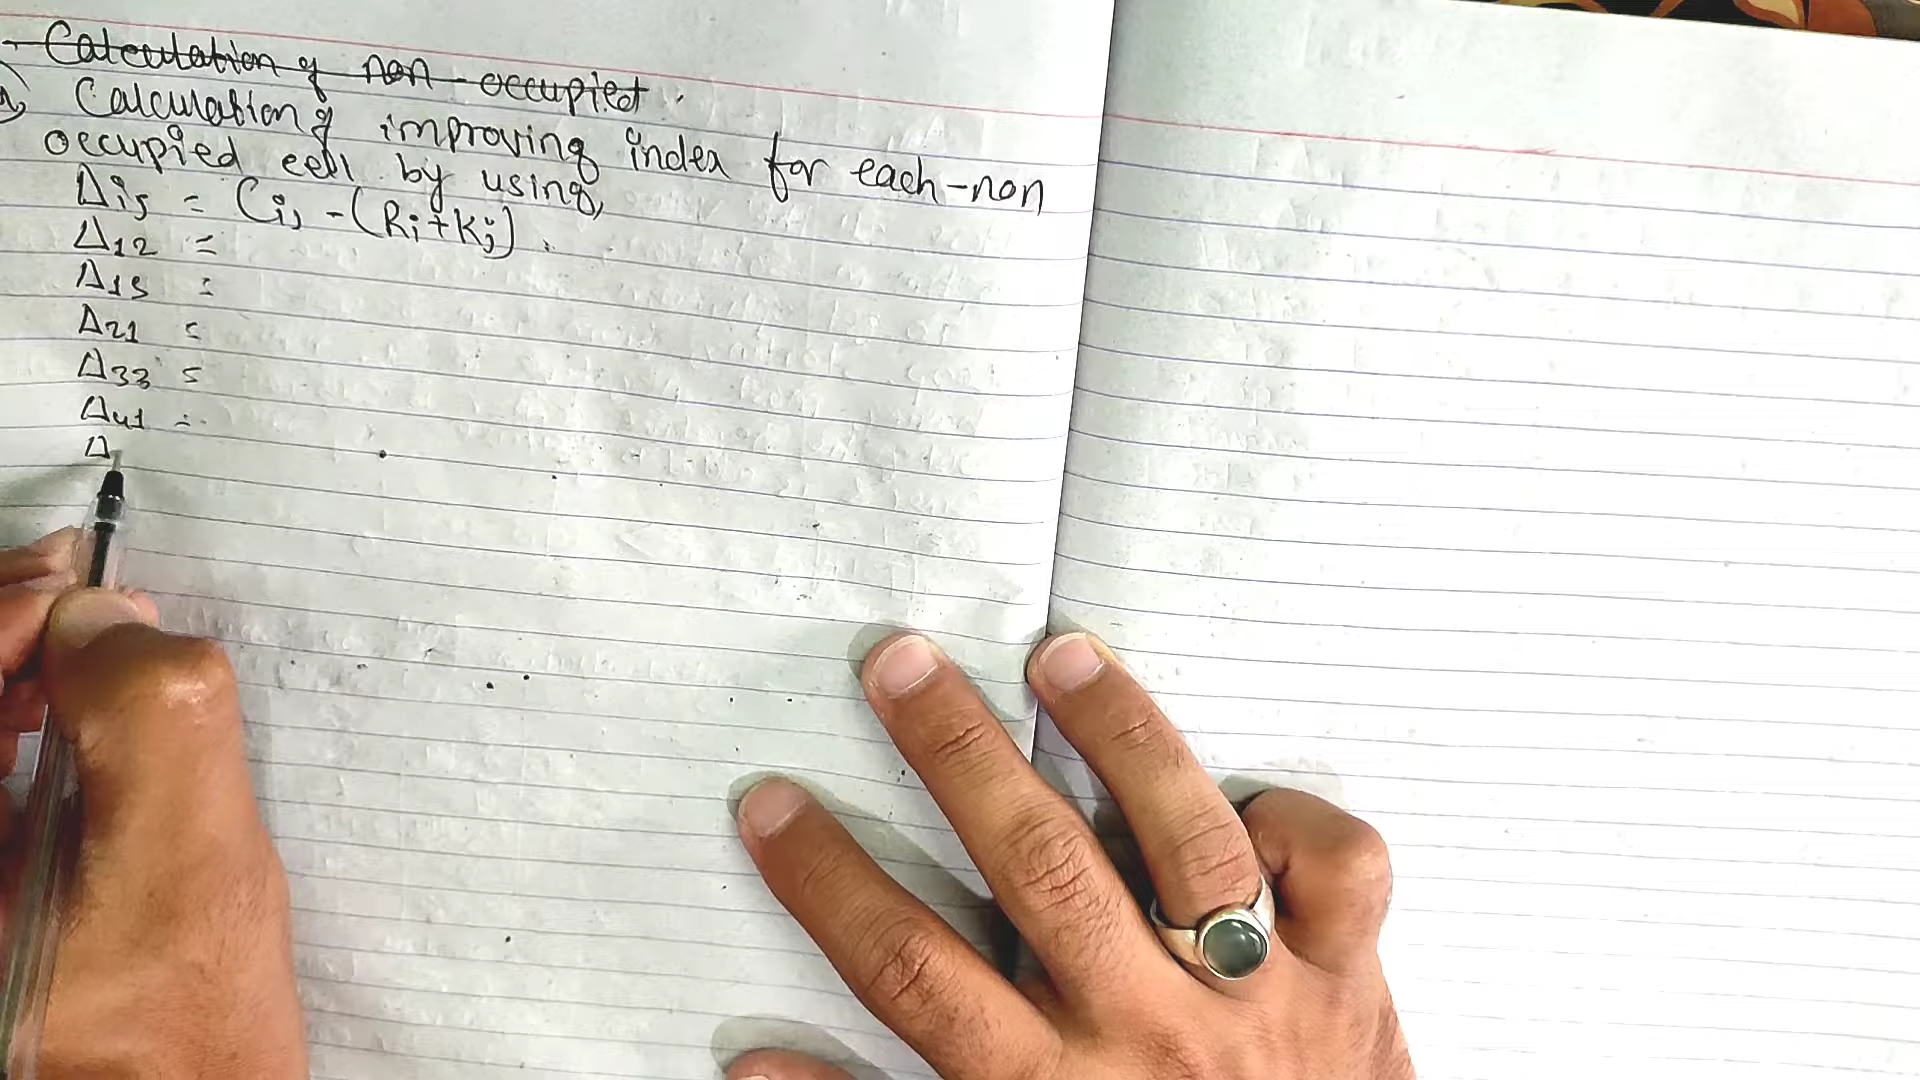 Calculation of non-occupied.
Calculation of improving index for each-non
occupied cell by using,
Δij = Cij - (Ri+Kj).
Δ12 =
Δ13 =
Δ21 =
Δ33 =
Δ41 =
Δ